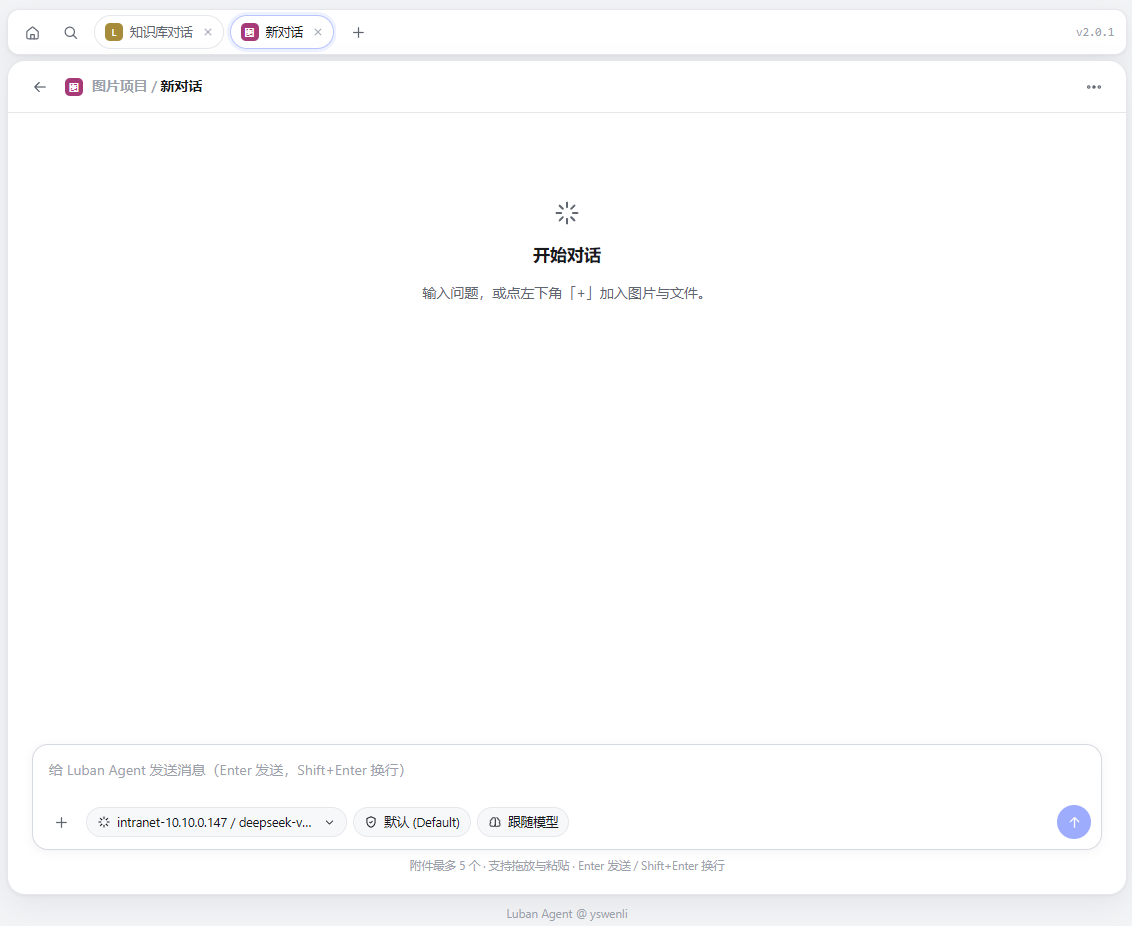 L 知识库对话 × 图 新对话 × + v2.0.1
图 图片项目 / 新对话
开始对话
输入问题，或点左下角「+」加入图片与文件。
给 Luban Agent 发送消息（Enter 发送，Shift+Enter 换行）
intranet-10.10.0.147 / deepseek-v... 默认 (Default) 跟随模型
附件最多 5 个 · 支持拖放与粘贴 · Enter 发送 / Shift+Enter 换行
Luban Agent @ yswenli